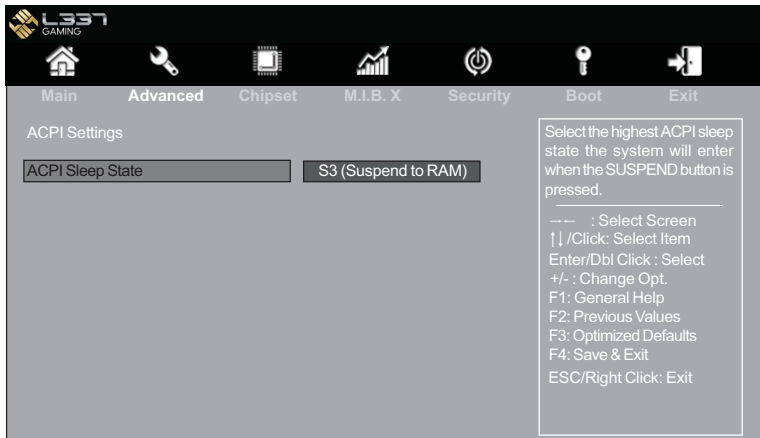 L337
GAMING
Main Advanced Chipset M.I.B. X Security Boot Exit
ACPI Settings
ACPI Sleep State S3 (Suspend to RAM)
Select the highest ACPI sleep
state the system will enter
when the SUSPEND button is
pressed.
→← : Select Screen
↑↓/Click: Select Item
Enter/Dbl Click : Select
+/- : Change Opt.
F1: General Help
F2: Previous Values
F3: Optimized Defaults
F4: Save & Exit
ESC/Right Click: Exit